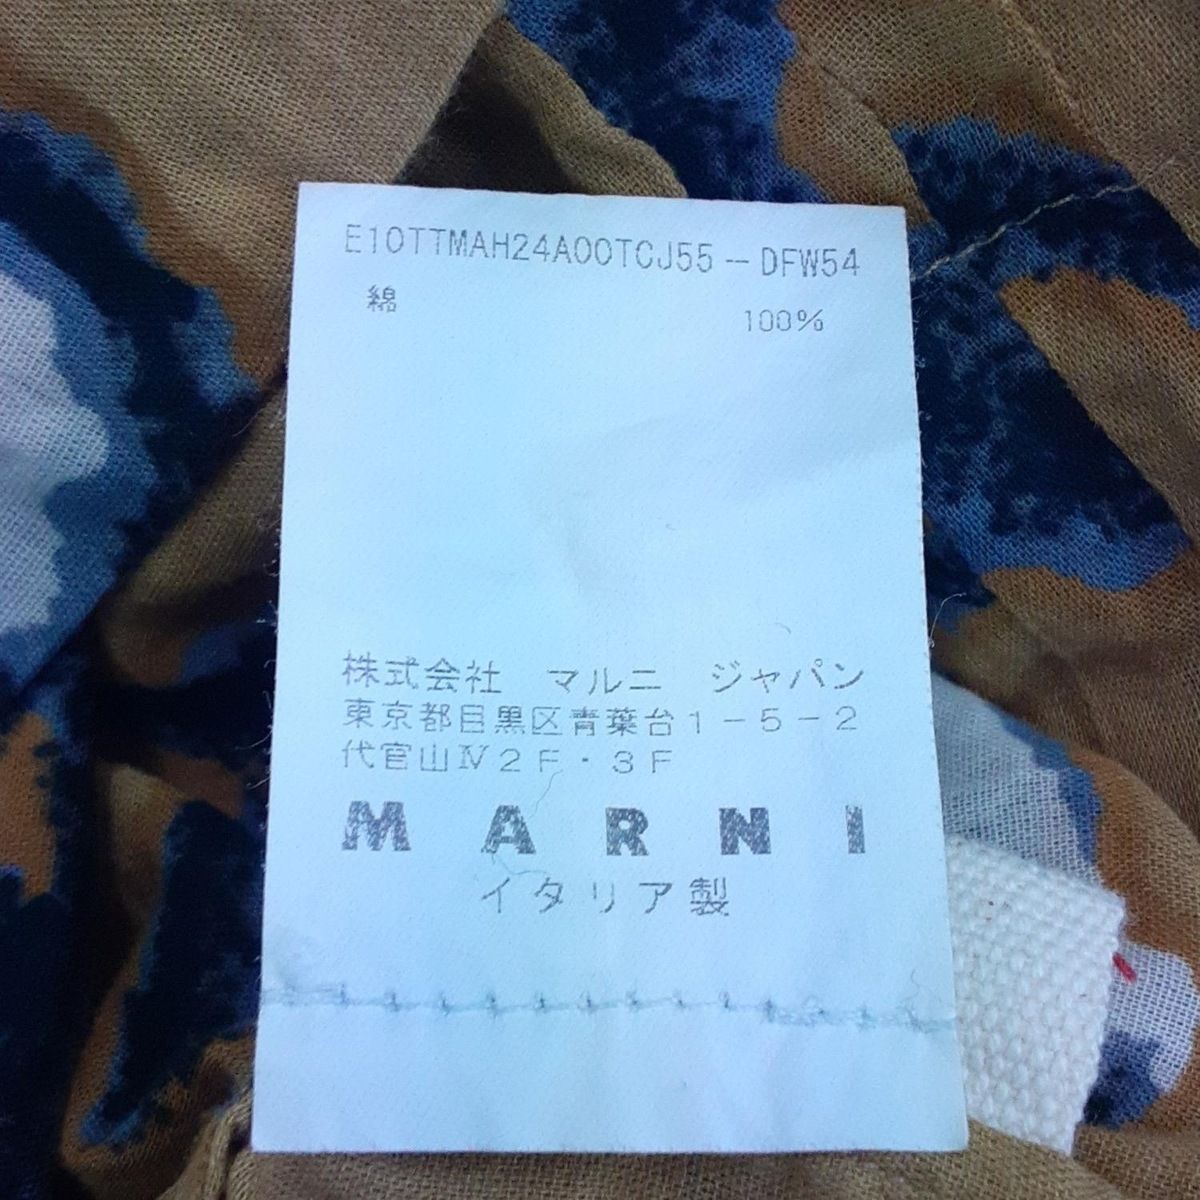 E10TTMAH24A00TCJ55－DFW54
綿 100%
株式会社 マルニ ジャパン
東京都目黒区青葉台1－5－2
代官山Ⅳ2F・3F
MARNI
イタリア製